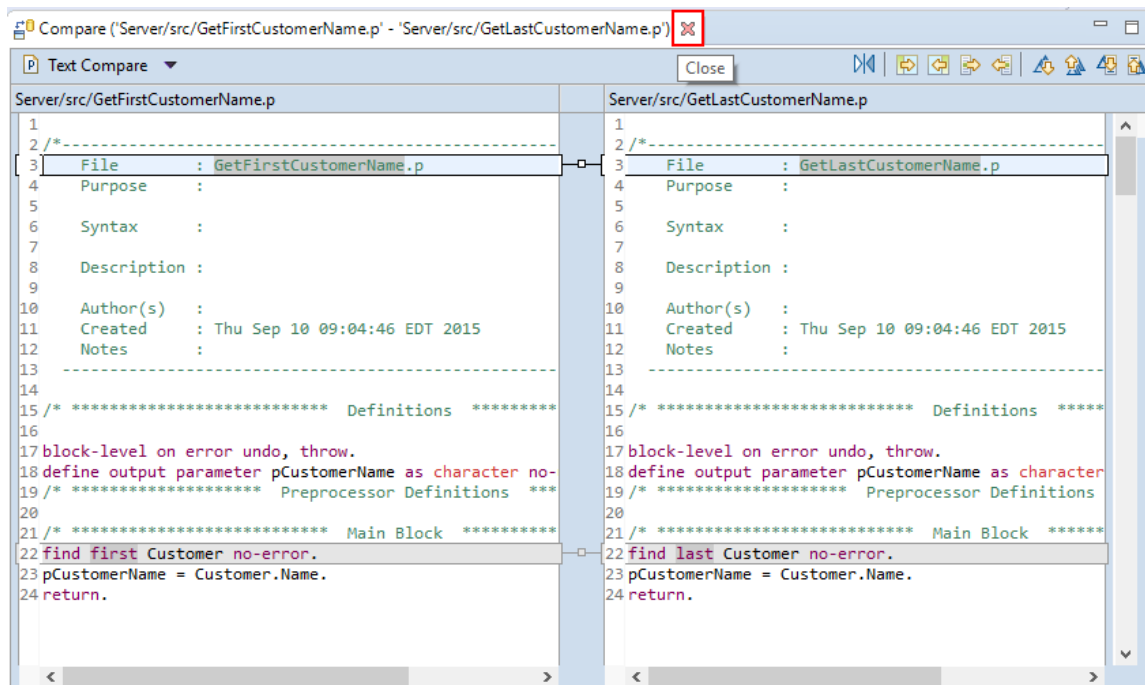 Compare ('Server/src/GetFirstCustomerName.p' - 'Server/src/GetLastCustomerName.p')
Text Compare
Close
Server/src/GetFirstCustomerName.p
1
2 /*----------------------------------------------------
3 File : GetFirstCustomerName.p
4 Purpose :
5
6 Syntax :
7
8 Description :
9
10 Author(s) :
11 Created : Thu Sep 10 09:04:46 EDT 2015
12 Notes :
13 ----------------------------------------------------
14
15 /* *************************** Definitions *********
16
17 block-level on error undo, throw.
18 define output parameter pCustomerName as character no-
19 /* ******************** Preprocessor Definitions ***
20
21 /* *************************** Main Block **********
22 find first Customer no-error.
23 pCustomerName = Customer.Name.
24 return.
Server/src/GetLastCustomerName.p
1
2 /*------------------------------------------------
3 File : GetLastCustomerName.p
4 Purpose :
5
6 Syntax :
7
8 Description :
9
10 Author(s) :
11 Created : Thu Sep 10 09:04:46 EDT 2015
12 Notes :
13 ------------------------------------------------
14
15 /* *************************** Definitions *****
16
17 block-level on error undo, throw.
18 define output parameter pCustomerName as character
19 /* ******************** Preprocessor Definitions
20
21 /* *************************** Main Block ******
22 find last Customer no-error.
23 pCustomerName = Customer.Name.
24 return.